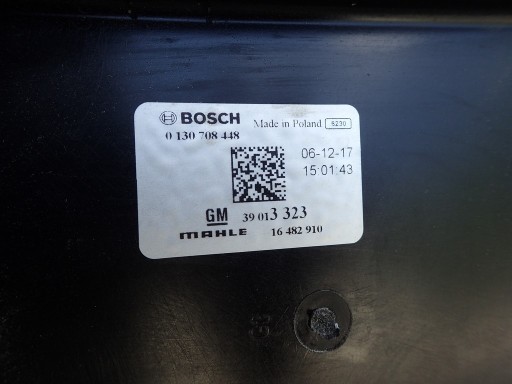 BOSCH Made in Poland 6230
0 130 708 448
06-12-17
15:01:43
GM 39 013 323
MAHLE 16 482 910